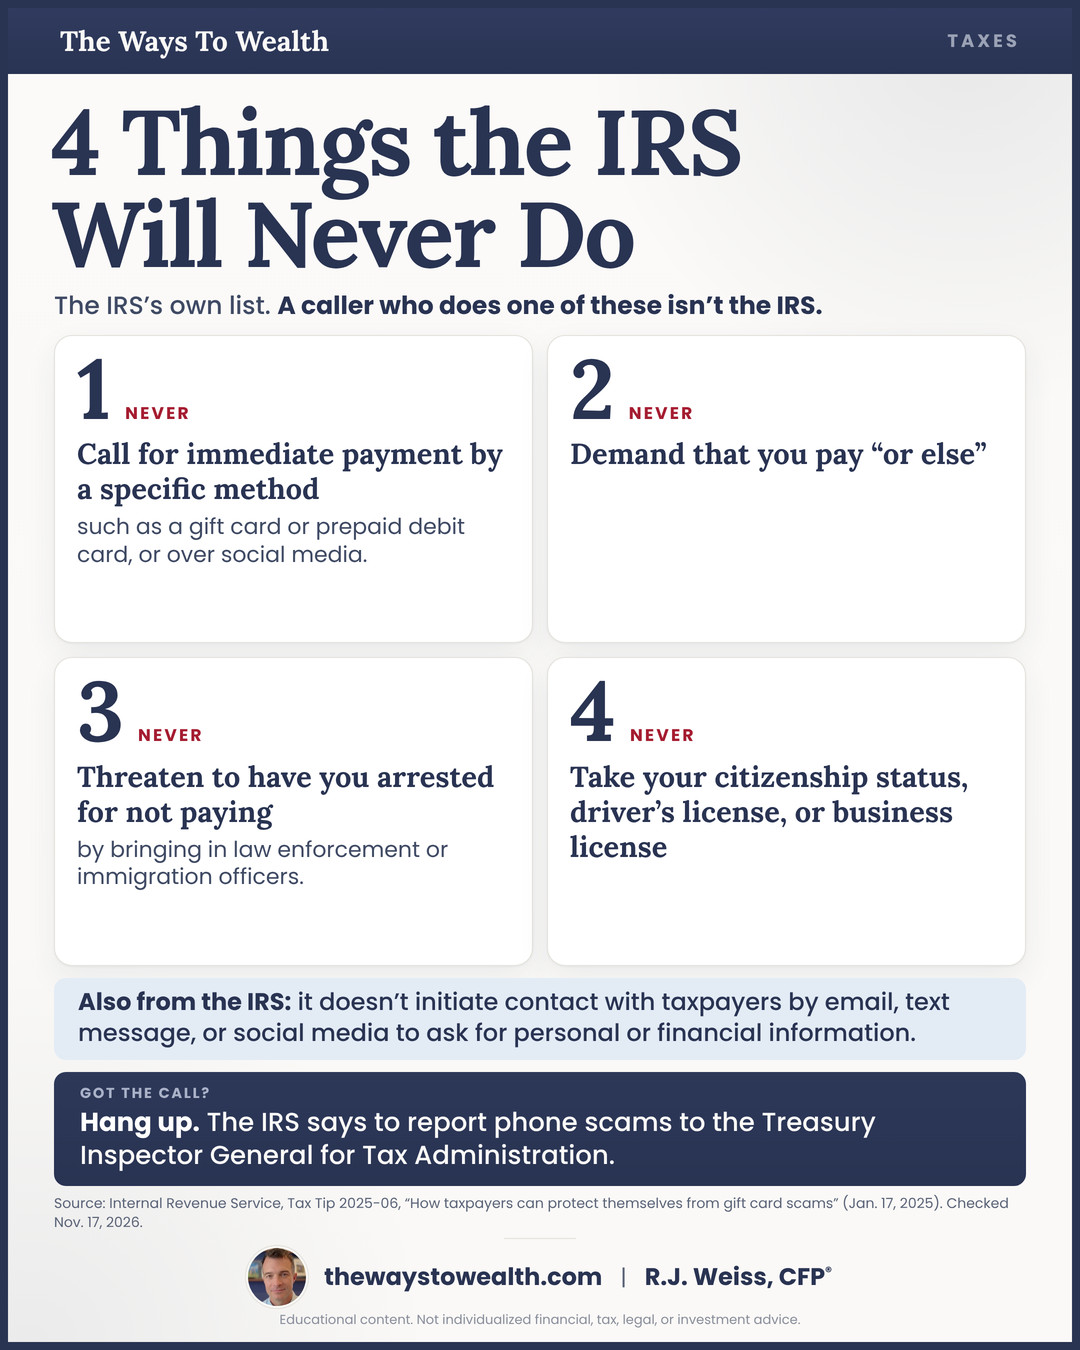 The Ways To Wealth
TAXES
4 Things the IRS
Will Never Do
The IRS’s own list. A caller who does one of these isn’t the IRS.
1 NEVER
Call for immediate payment by
a specific method
such as a gift card or prepaid debit
card, or over social media.
2 NEVER
Demand that you pay “or else”
3 NEVER
Threaten to have you arrested
for not paying
by bringing in law enforcement or
immigration officers.
4 NEVER
Take your citizenship status,
driver’s license, or business
license
Also from the IRS: it doesn’t initiate contact with taxpayers by email, text
message, or social media to ask for personal or financial information.
GOT THE CALL?
Hang up. The IRS says to report phone scams to the Treasury
Inspector General for Tax Administration.
Source: Internal Revenue Service, Tax Tip 2025-06, “How taxpayers can protect themselves from gift card scams” (Jan. 17, 2025). Checked
Nov. 17, 2026.
thewaystowealth.com | R.J. Weiss, CFP®
Educational content. Not individualized financial, tax, legal, or investment advice.